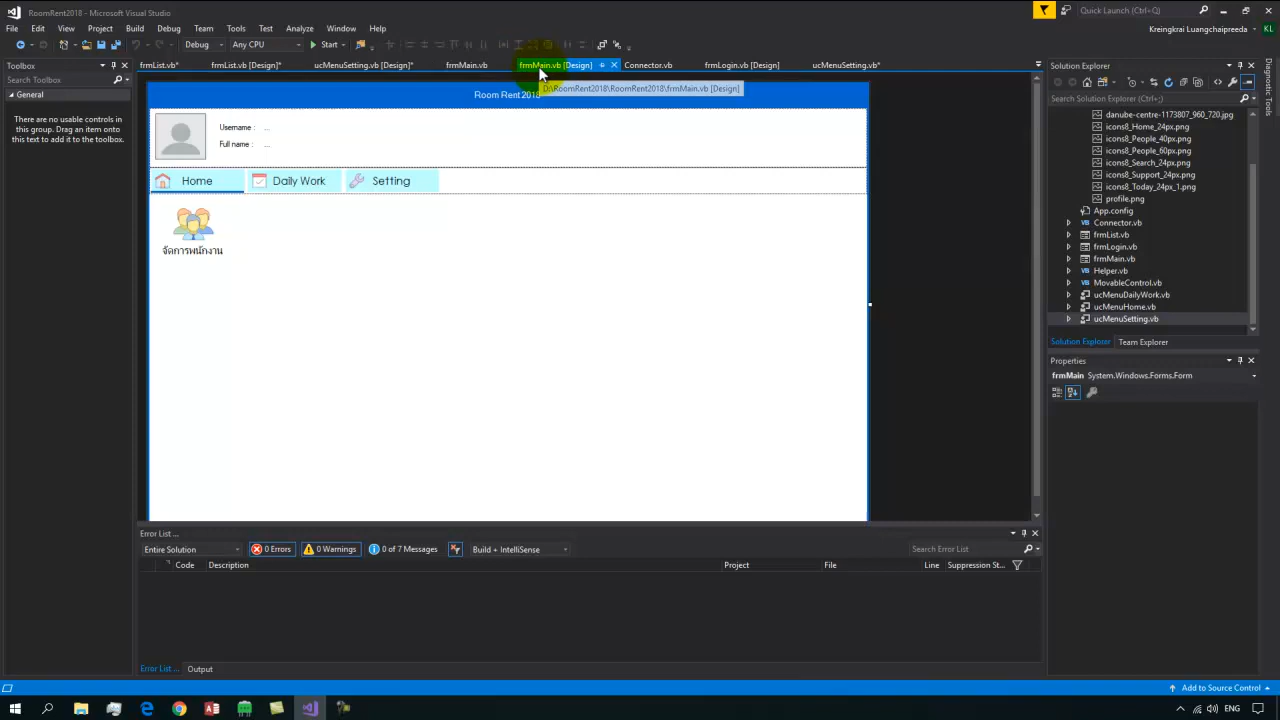 RoomRent2018 - Microsoft Visual Studio
Quick Launch (Ctrl+Q)
File Edit View Project Build Debug Team Tools Test Analyze Window Help
Kreingkrai Luangchaipreeda KL
Debug Any CPU Start
Toolbox
frmList.vb* frmList.vb [Design]* ucMenuSetting.vb [Design]* frmMain.vb frmMain.vb [Design] Connector.vb frmLogin.vb [Design] ucMenuSetting.vb*
Solution Explorer
Search Toolbox
General
There are no usable controls in
this group. Drag an item onto
this text to add it to the toolbox.
D:\RoomRent2018\RoomRent2018\frmMain.vb [Design]
Room Rent 2018
Username : ...
Full name : ...
Home Daily Work Setting
จัดการพนักงาน
Search Solution Explorer (Ctrl+;)
danube-centre-1173807_960_720.jpg
icons8_Home_24px.png
icons8_People_40px.png
icons8_People_60px.png
icons8_Search_24px.png
icons8_Support_24px.png
icons8_Today_24px_1.png
profile.png
App.config
Connector.vb
frmList.vb
frmLogin.vb
frmMain.vb
Helper.vb
MovableControl.vb
ucMenuDailyWork.vb
ucMenuHome.vb
ucMenuSetting.vb
Solution Explorer Team Explorer
Properties
frmMain System.Windows.Forms.Form
Diagnostic Tools
Error List ...
Entire Solution 0 Errors 0 Warnings 0 of 7 Messages Build + IntelliSense
Search Error List
Code Description Project File Line Suppression St...
Error List ... Output
Add to Source Control
ENG